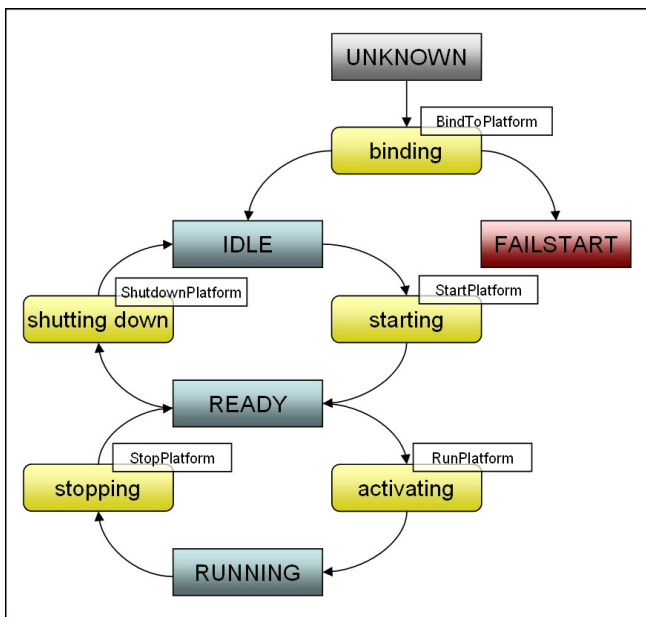 UNKNOWN
BindToPlatform
binding
IDLE
FAILSTART
ShutdownPlatform
StartPlatform
shutting down
starting
READY
StopPlatform
RunPlatform
stopping
activating
RUNNING